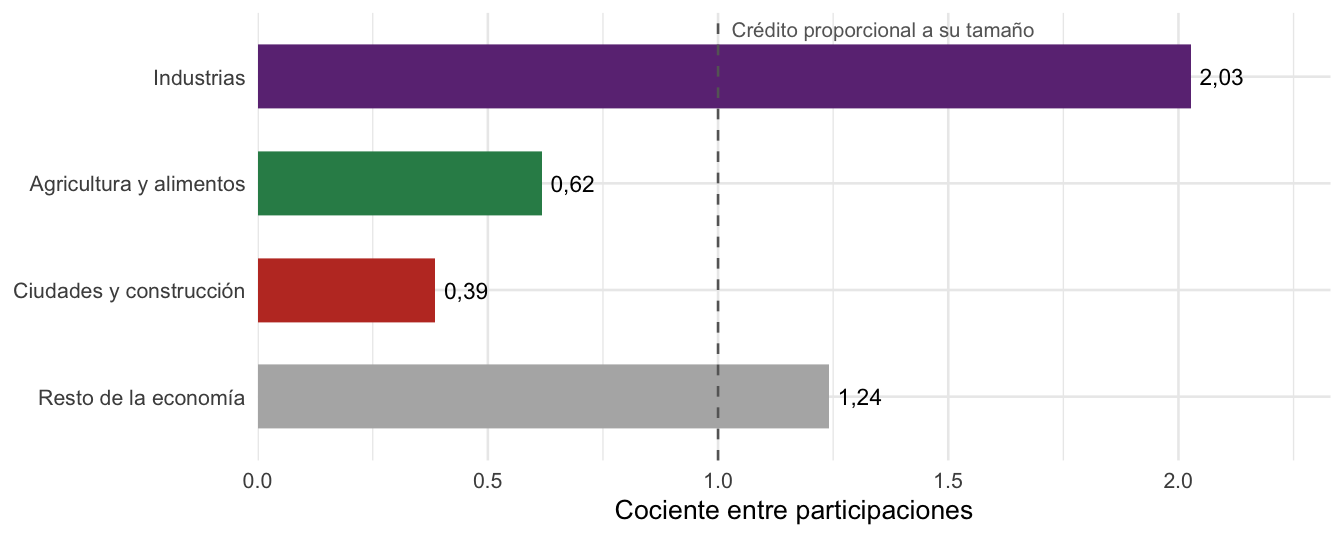 Crédito proporcional a su tamaño
Industrias
2,03
Agricultura y alimentos
0,62
Ciudades y construcción
0,39
Resto de la economía
1,24
0.0 0.5 1.0 1.5 2.0
Cociente entre participaciones